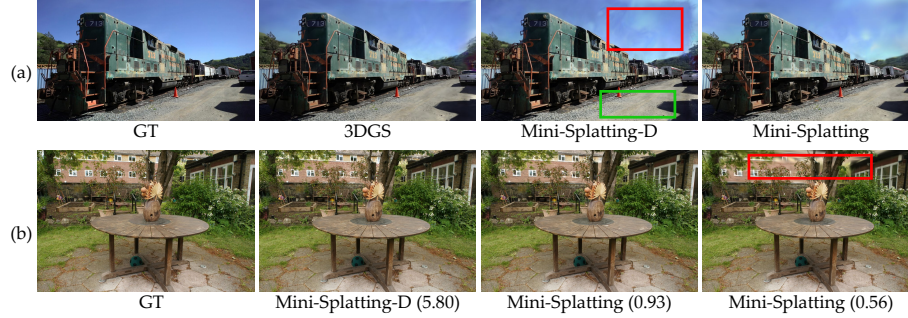 7131
(a)
GT 3DGS Mini-Splatting-D Mini-Splatting
(b)
GT Mini-Splatting-D (5.80) Mini-Splatting (0.93) Mini-Splatting (0.56)